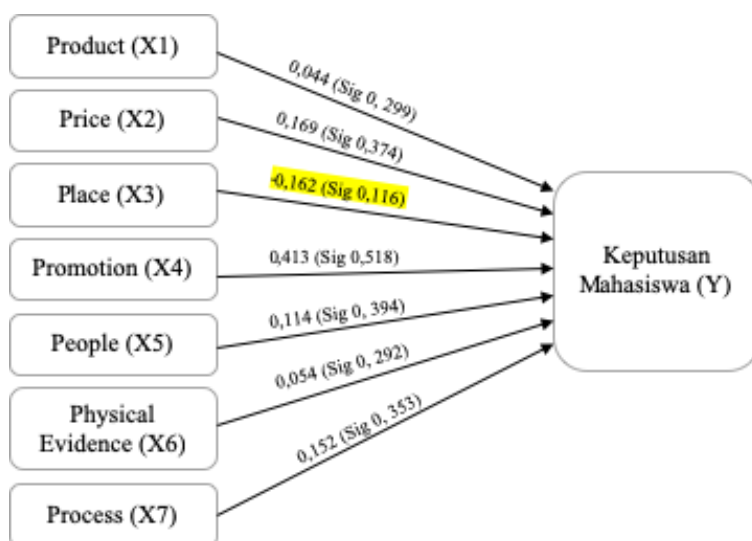 Product (X1)
0,044 (Sig 0, 299)
Price (X2)
0,169 (Sig 0,374)
Place (X3)
-0,162 (Sig 0,116)
Promotion (X4)
0,413 (Sig 0,518)
People (X5)
0,114 (Sig 0, 394)
Physical
Evidence (X6)
0,054 (Sig 0, 292)
Process (X7)
0,152 (Sig 0, 353)
Keputusan
Mahasiswa (Y)